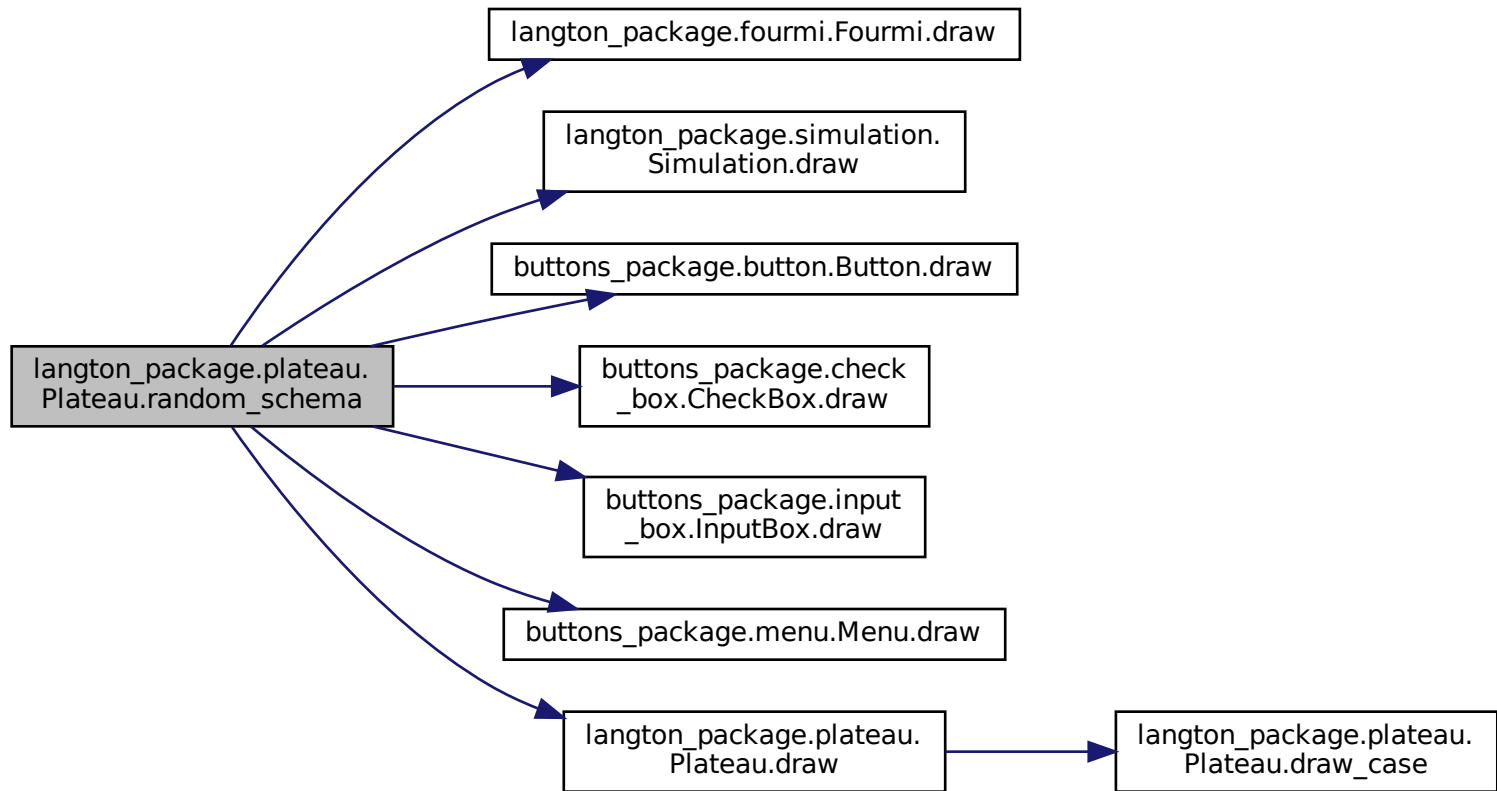 langton_package.fourmi.Fourmi.draw
langton_package.simulation.
Simulation.draw
buttons_package.button.Button.draw
langton_package.plateau.
Plateau.random_schema
buttons_package.check
_box.CheckBox.draw
buttons_package.input
_box.InputBox.draw
buttons_package.menu.Menu.draw
langton_package.plateau.
Plateau.draw
langton_package.plateau.
Plateau.draw_case